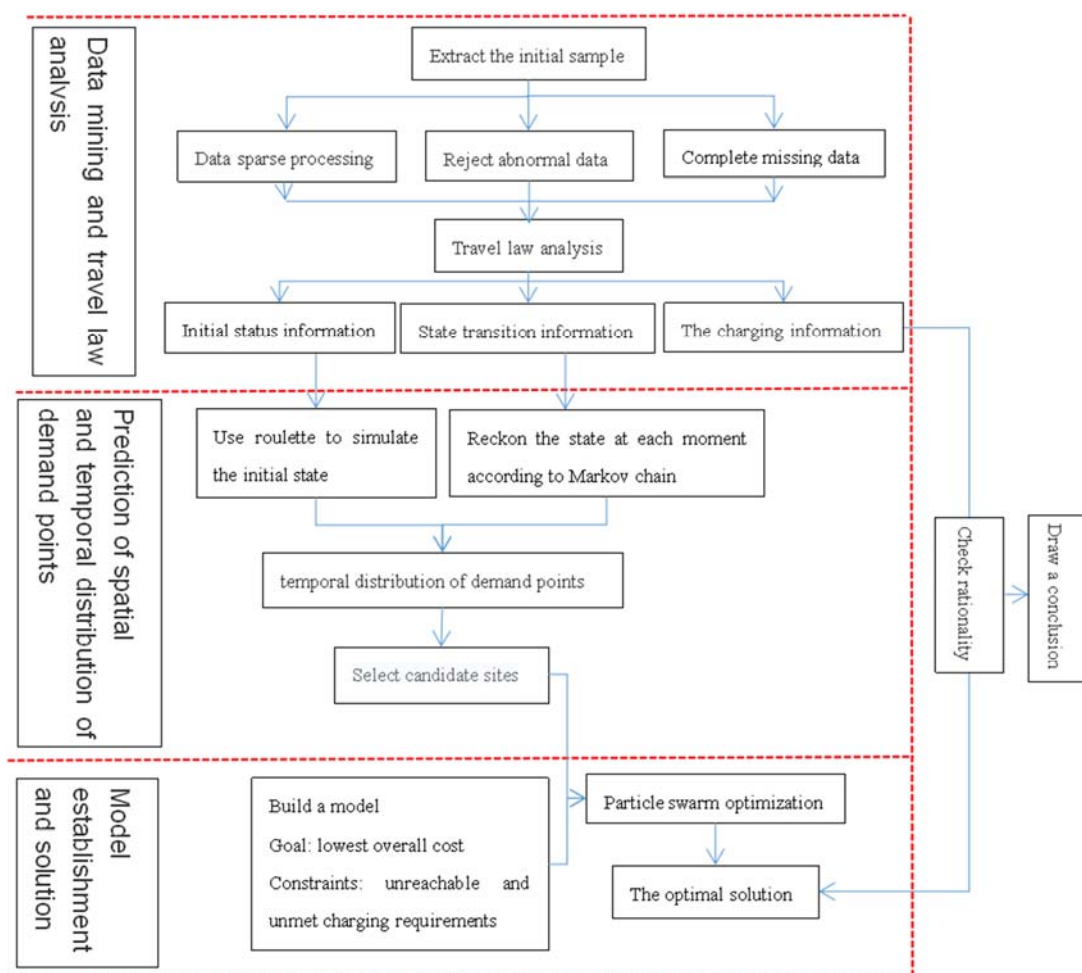 Data mining and travel law
analysis
Extract the initial sample
Data sparse processing
Reject abnormal data
Complete missing data
Travel law analysis
Initial status information
State transition information
The charging information
Prediction of spatial
and temporal distribution of
demand points
Use roulette to simulate
the initial state
Reckon the state at each moment
according to Markov chain
temporal distribution of demand points
Select candidate sites
Check rationality
Draw a conclusion
Model
establishment
and solution
Build a model
Goal: lowest overall cost
Constraints: unreachable and
unmet charging requirements
Particle swarm optimization
The optimal solution